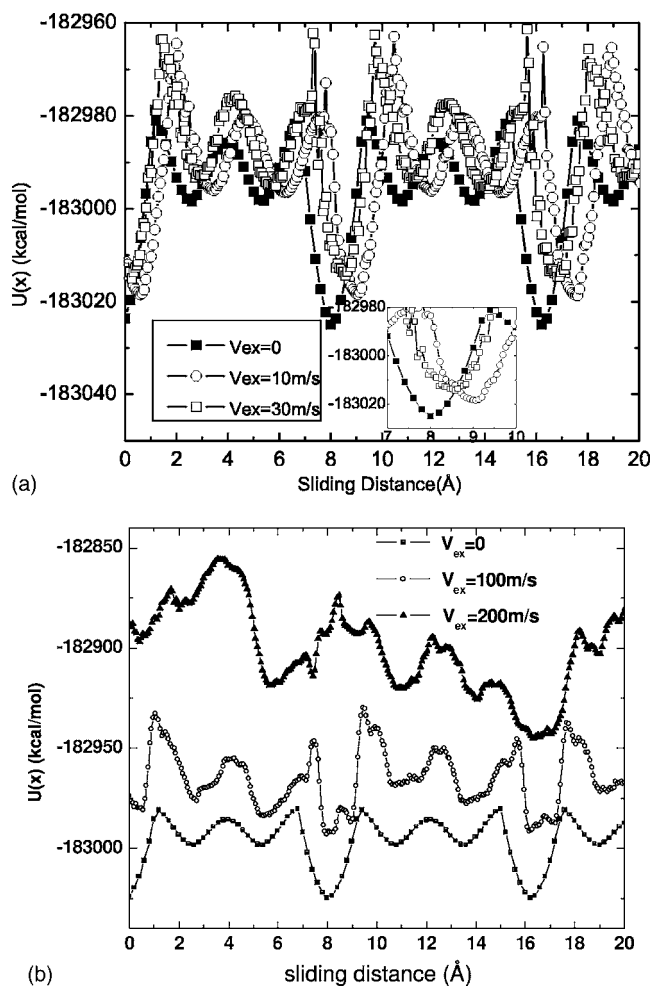 -182960
-182980
-183000
-183020
-183040
U(x) (kcal/mol)
Vex=0
Vex=10m/s
Vex=30m/s
-182980
-183000
-183020
7 8 9 10
0 2 4 6 8 10 12 14 16 18 20
(a) Sliding Distance(Å)
-182850
-182900
-182950
-183000
U(x) (kcal/mol)
Vex=0
Vex=100m/s
Vex=200m/s
0 2 4 6 8 10 12 14 16 18 20
(b) sliding distance (Å)